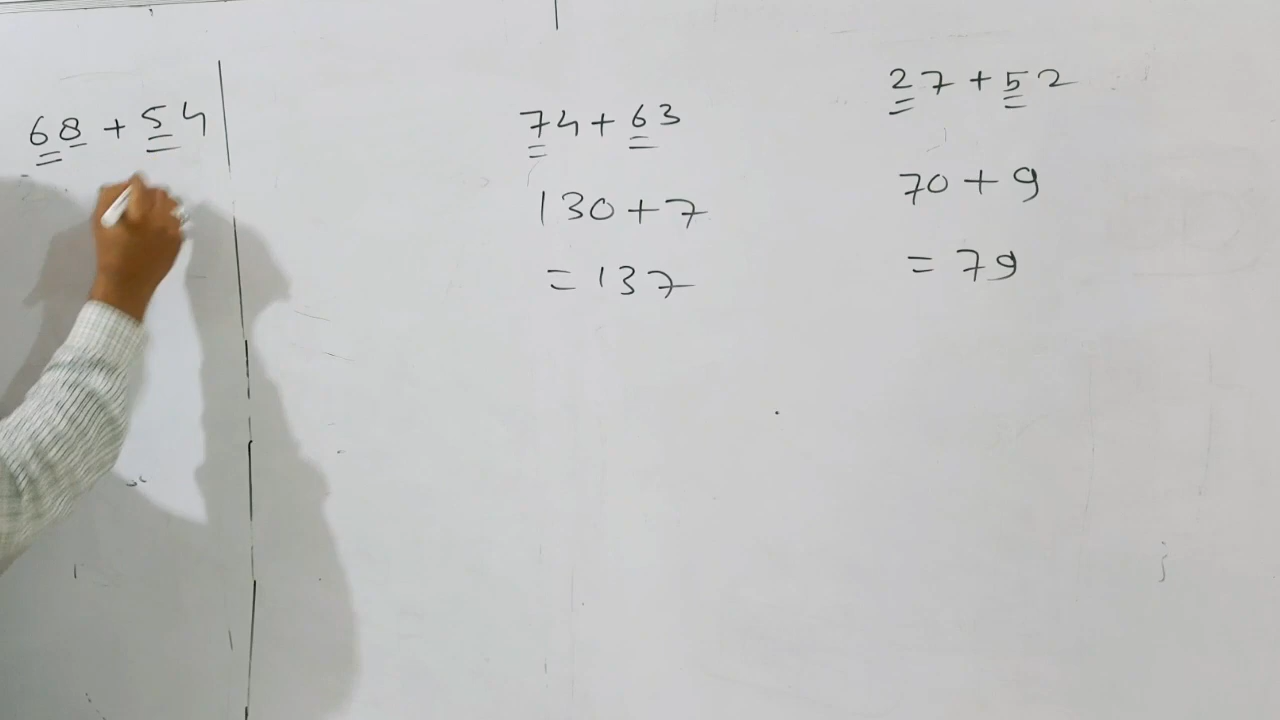 68 + 54
74 + 63
130 + 7
= 137
27 + 52
70 + 9
= 79